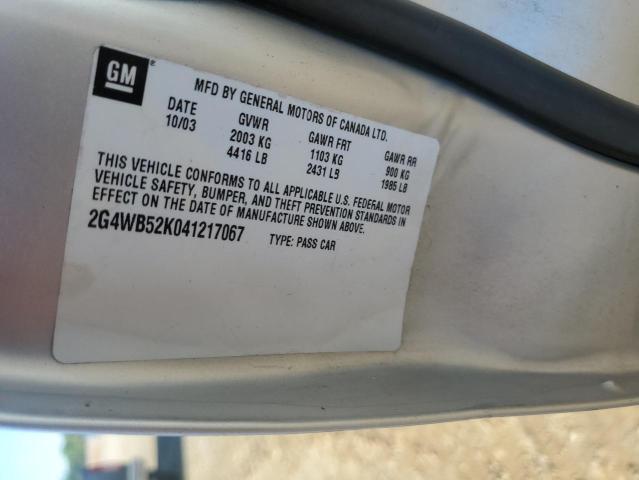 GM®
MFD BY GENERAL MOTORS OF CANADA LTD.
DATE GVWR GAWR FRT GAWR RR
10/03 2003 KG 1103 KG 900 KG
4416 LB 2431 LB 1985 LB
THIS VEHICLE CONFORMS TO ALL APPLICABLE U.S. FEDERAL MOTOR
VEHICLE SAFETY, BUMPER, AND THEFT PREVENTION STANDARDS IN
EFFECT ON THE DATE OF MANUFACTURE SHOWN ABOVE.
2G4WB52K041217067 TYPE: PASS CAR